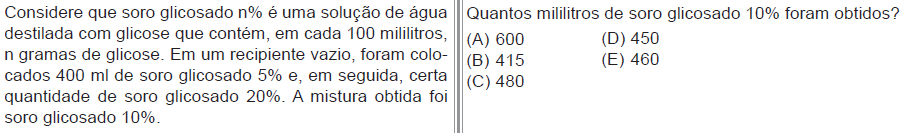 Considere que soro glicosado n% é uma solução de água
destilada com glicose que contém, em cada 100 mililitros,
n gramas de glicose. Em um recipiente vazio, foram colo-
cados 400 ml de soro glicosado 5% e, em seguida, certa
quantidade de soro glicosado 20%. A mistura obtida foi
soro glicosado 10%.
Quantos mililitros de soro glicosado 10% foram obtidos?
(A) 600
(B) 415
(C) 480
(D) 450
(E) 460